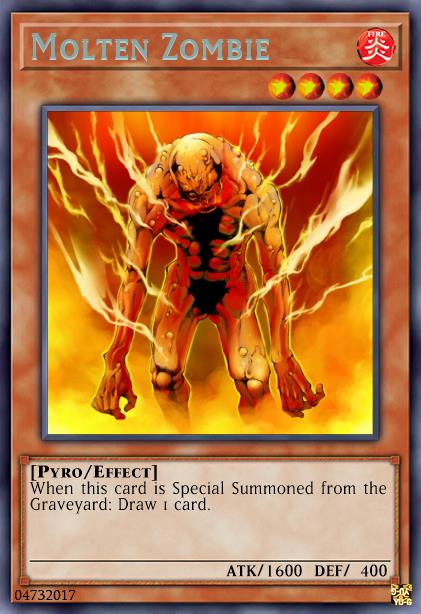 Molten Zombie
FIRE
炎
[Pyro/Effect]
When this card is Special Summoned from the
Graveyard: Draw 1 card.
ATK/1600 DEF/ 400
04732017